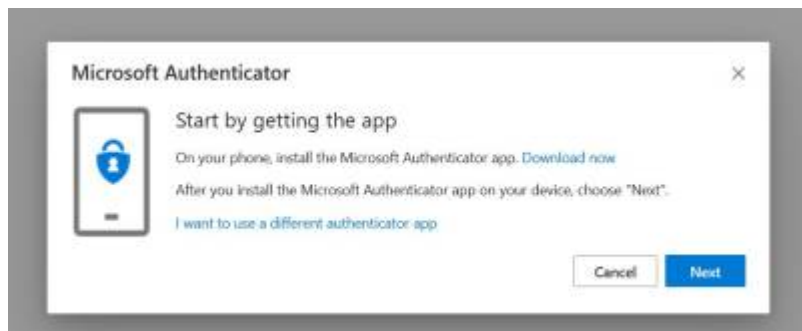 Microsoft Authenticator
Start by getting the app
On your phone, install the Microsoft Authenticator app. Download now
After you install the Microsoft Authenticator app on your device, choose "Next".
I want to use a different authenticator app
Cancel Next